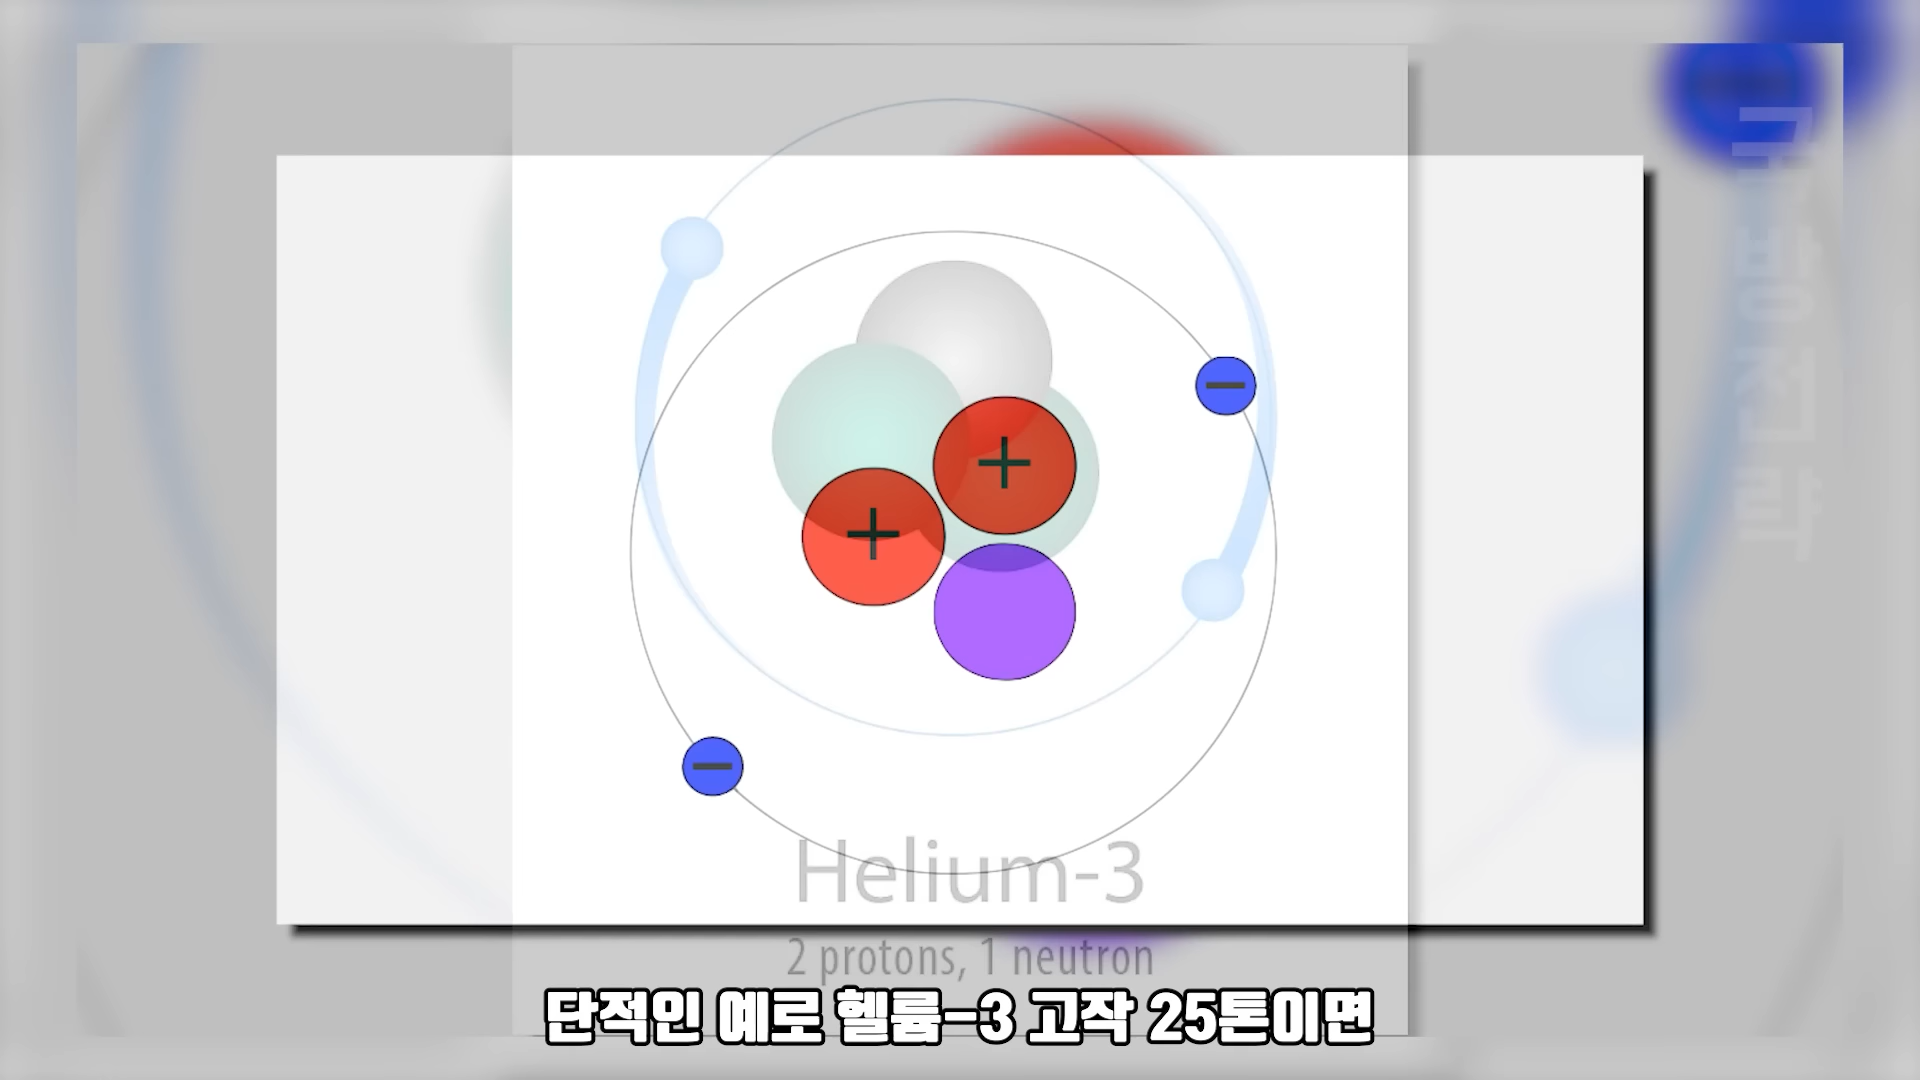 Helium-3
2 protons, 1 neutron
단적인 예로 헬륨-3 고작 25톤이면